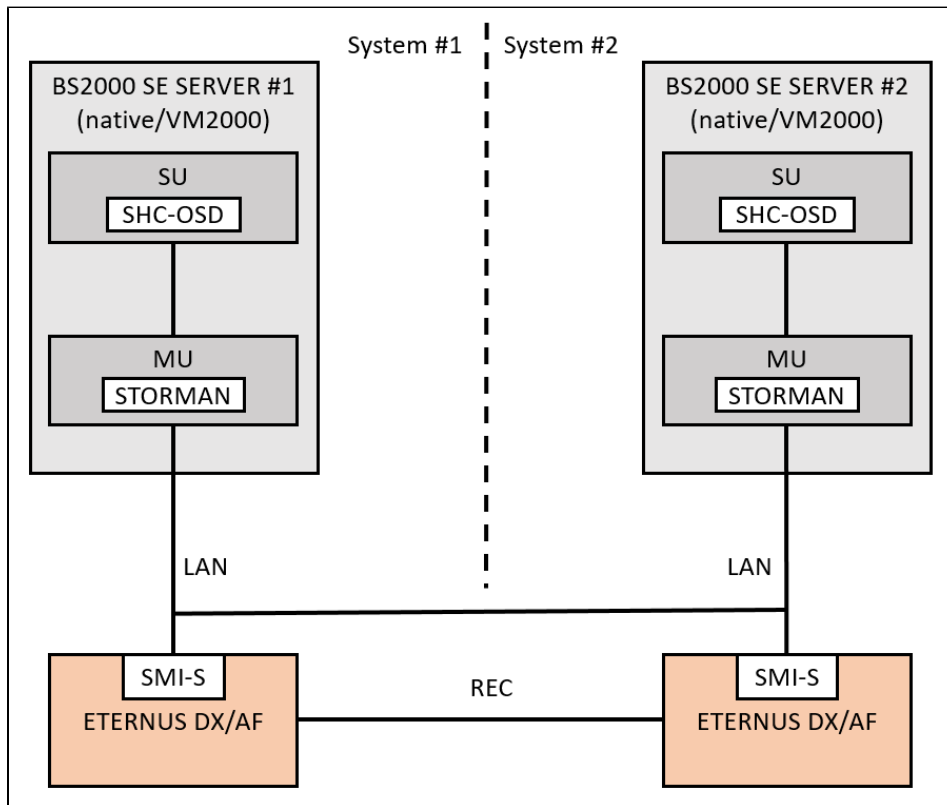 System #1
System #2
BS2000 SE SERVER #1
(native/VM2000)
SU
SHC-OSD
MU
STORMAN
BS2000 SE SERVER #2
(native/VM2000)
SU
SHC-OSD
MU
STORMAN
LAN
LAN
SMI-S
ETERNUS DX/AF
REC
SMI-S
ETERNUS DX/AF